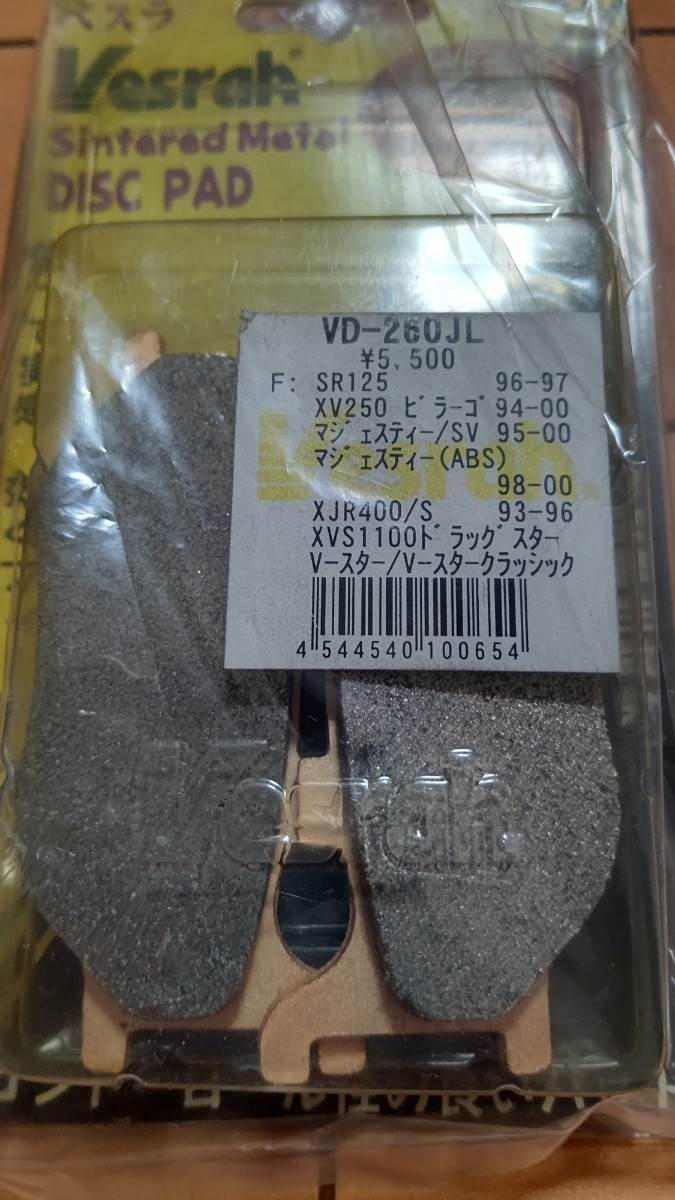 ベスラ
Vesrah
Sintered Metal
DISC PAD
VD-260JL
¥5,500
F: SR125 96-97
XV250 ビラーゴ 94-00
マジェスティー/SV 95-00
マジェスティー(ABS)
98-00
XJR400/S 93-96
XVS1100ドラッグスター
Vースター/Vースタークラッシック
4 544540 100654
Vesrah